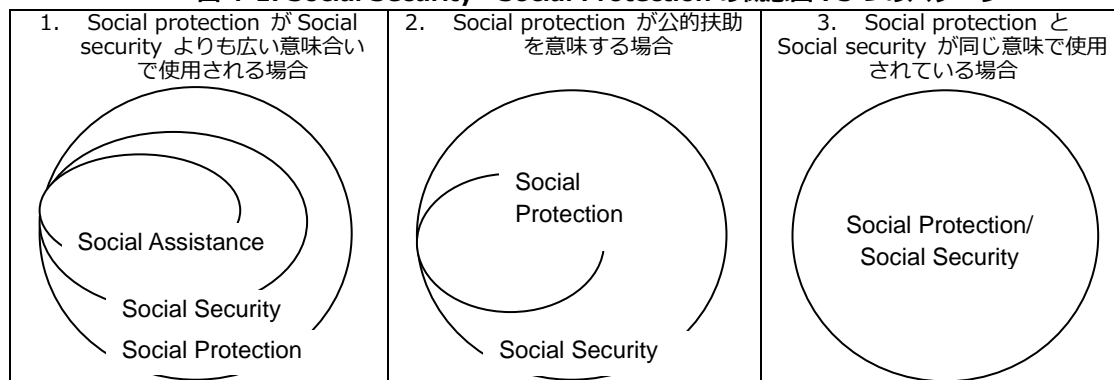 1. Social protection が Social
security よりも広い意味合い
で使用される場合
2. Social protection が公的扶助
を意味する場合
3. Social protection と
Social security が同じ意味で使用
されている場合
Social Assistance
Social Security
Social Protection
Social
Protection
Social Security
Social Protection/
Social Security